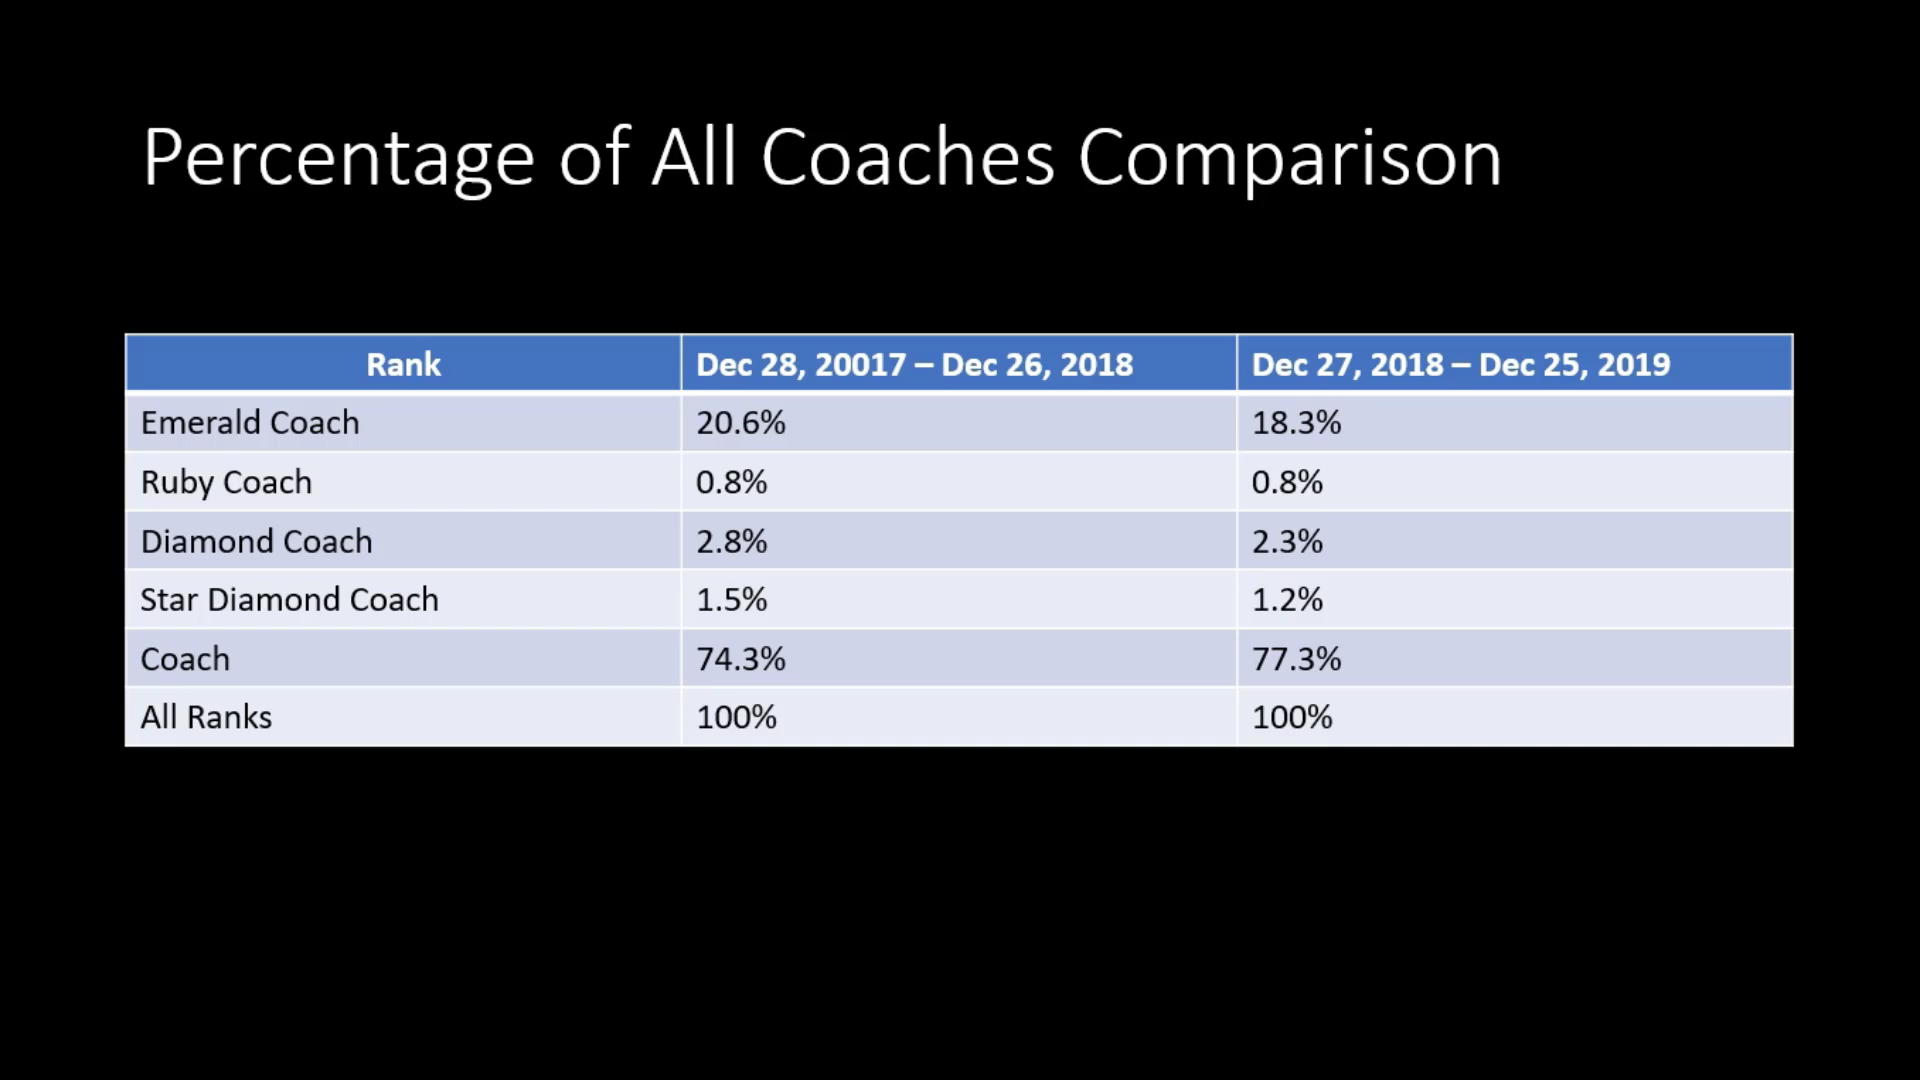 Percentage of All Coaches Comparison
Rank Dec 28, 20017 – Dec 26, 2018 Dec 27, 2018 – Dec 25, 2019
Emerald Coach 20.6% 18.3%
Ruby Coach 0.8% 0.8%
Diamond Coach 2.8% 2.3%
Star Diamond Coach 1.5% 1.2%
Coach 74.3% 77.3%
All Ranks 100% 100%